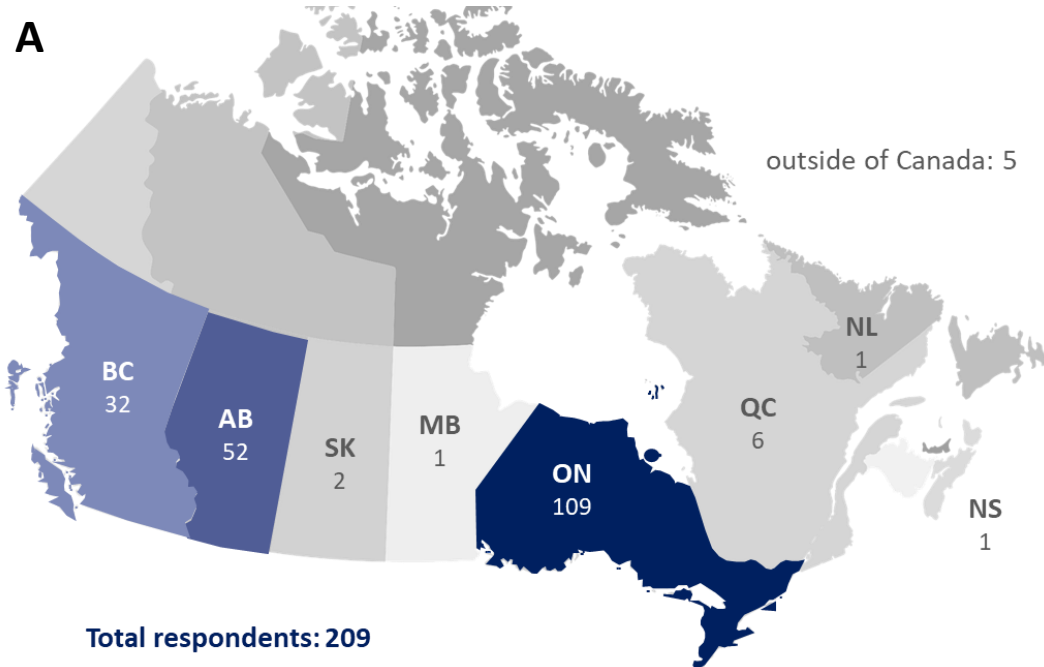 A
outside of Canada: 5
NL
1
BC
32
AB
52
SK
2
MB
1
ON
109
QC
6
NS
1
Total respondents: 209